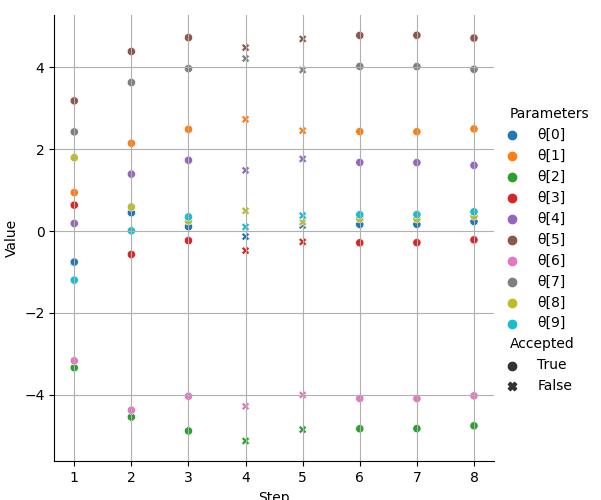 4
2
0
−2
−4
Value
1 2 3 4 5 6 7 8
Step
Parameters
θ[0]
θ[1]
θ[2]
θ[3]
θ[4]
θ[5]
θ[6]
θ[7]
θ[8]
θ[9]
Accepted
True
False